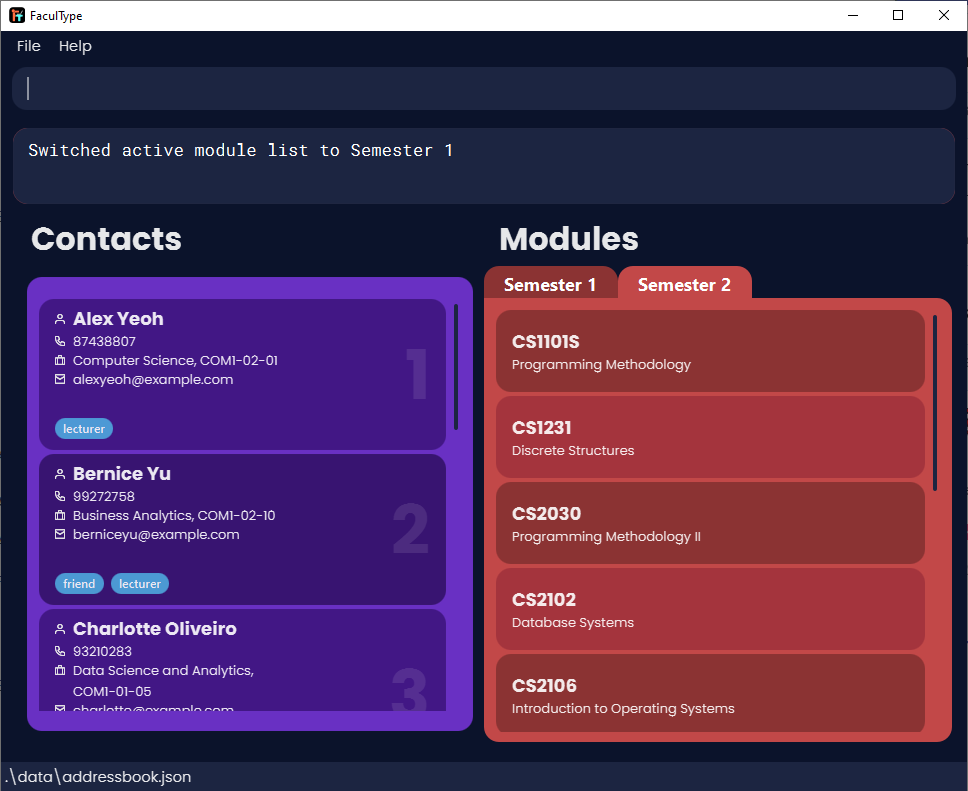 FaculType
File Help
Switched active module list to Semester 1
Contacts
Modules
Semester 1 Semester 2
Alex Yeoh
87438807
Computer Science, COM1-02-01
alexyeoh@example.com
1
lecturer
Bernice Yu
99272758
Business Analytics, COM1-02-10
berniceyu@example.com
2
friend lecturer
Charlotte Oliveiro
93210283
Data Science and Analytics,
COM1-01-05
charlotte@example.com
3
CS1101S
Programming Methodology
CS1231
Discrete Structures
CS2030
Programming Methodology II
CS2102
Database Systems
CS2106
Introduction to Operating Systems
.\data\addressbook.json